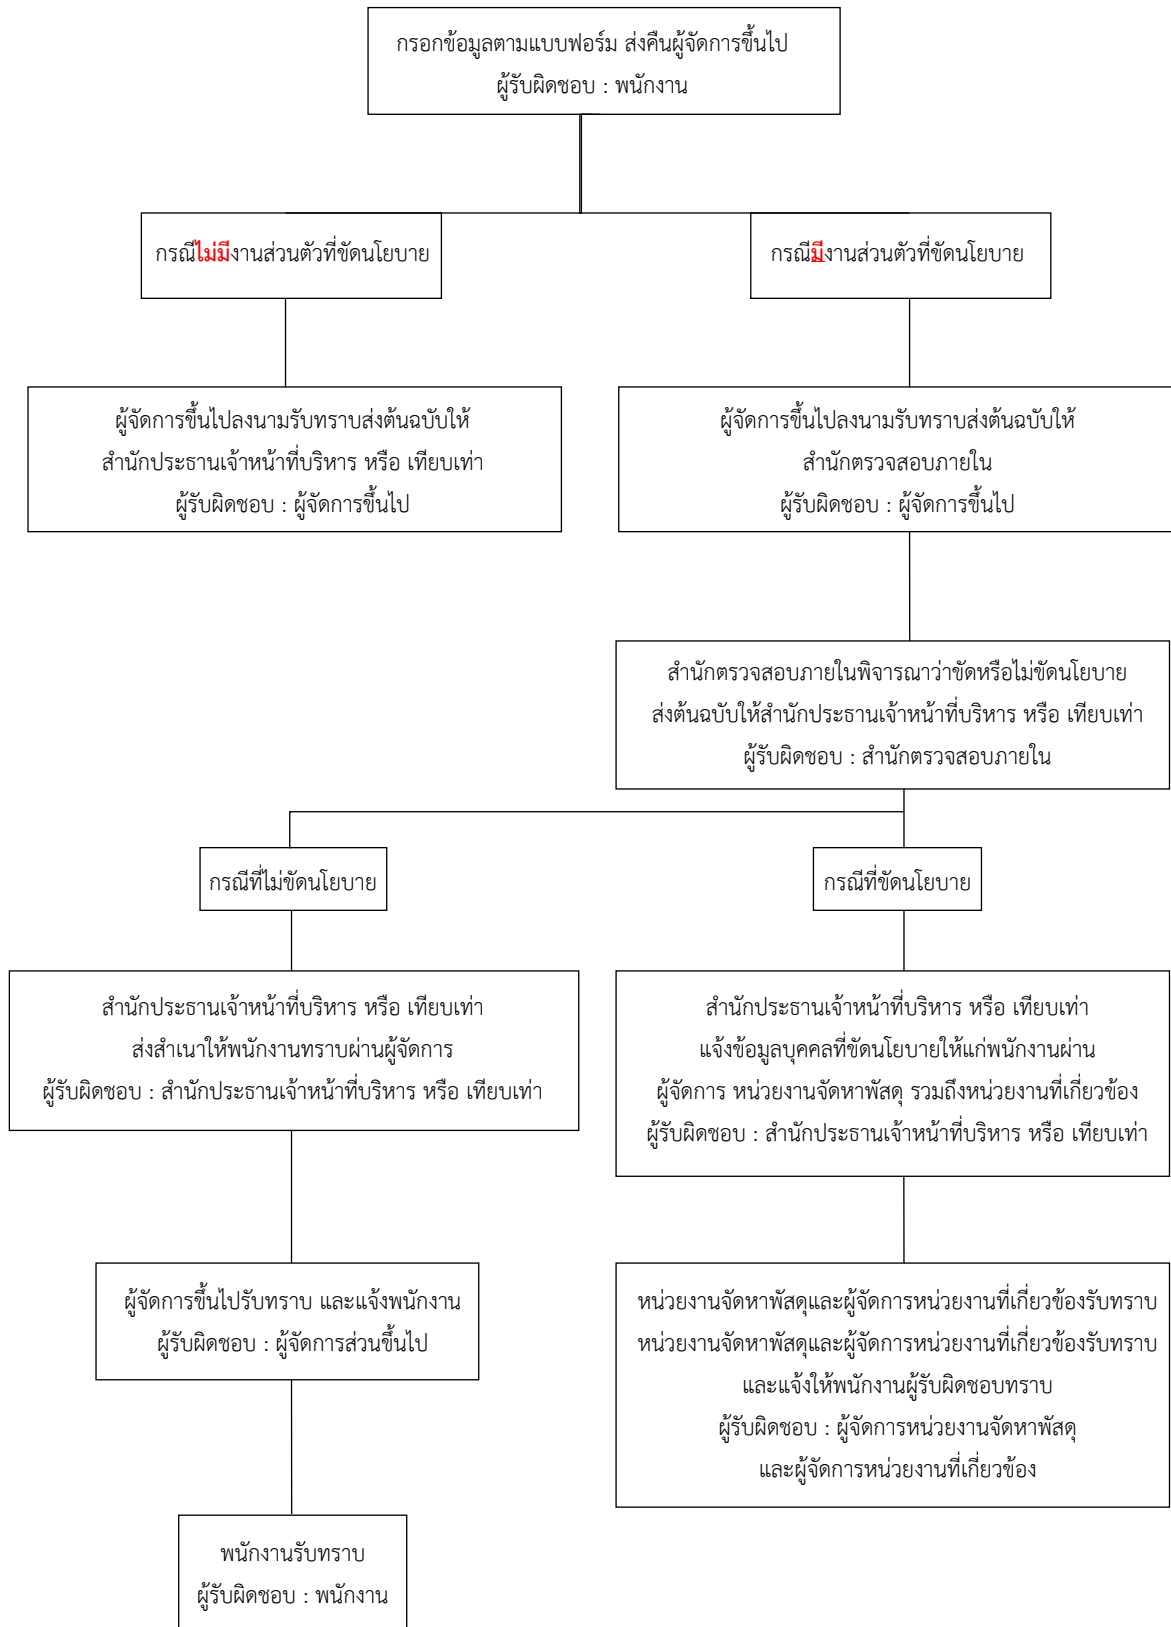 กรอกข้อมูลตามแบบฟอร์ม ส่งคืนผู้จัดการขึ้นไป
ผู้รับผิดชอบ : พนักงาน
กรณีไม่มีงานส่วนตัวที่ขัดนโยบาย
กรณีมีงานส่วนตัวที่ขัดนโยบาย
ผู้จัดการขึ้นไปลงนามรับทราบส่งต้นฉบับให้
สำนักประธานเจ้าหน้าที่บริหาร หรือ เทียบเท่า
ผู้รับผิดชอบ : ผู้จัดการขึ้นไป
ผู้จัดการขึ้นไปลงนามรับทราบส่งต้นฉบับให้
สำนักตรวจสอบภายใน
ผู้รับผิดชอบ : ผู้จัดการขึ้นไป
สำนักตรวจสอบภายในพิจารณาว่าขัดหรือไม่ขัดนโยบาย
ส่งต้นฉบับให้สำนักประธานเจ้าหน้าที่บริหาร หรือ เทียบเท่า
ผู้รับผิดชอบ : สำนักตรวจสอบภายใน
กรณีที่ไม่ขัดนโยบาย
กรณีที่ขัดนโยบาย
สำนักประธานเจ้าหน้าที่บริหาร หรือ เทียบเท่า
ส่งสำเนาให้พนักงานทราบผ่านผู้จัดการ
ผู้รับผิดชอบ : สำนักประธานเจ้าหน้าที่บริหาร หรือ เทียบเท่า
สำนักประธานเจ้าหน้าที่บริหาร หรือ เทียบเท่า
แจ้งข้อมูลบุคคลที่ขัดนโยบายให้แก่พนักงานผ่าน
ผู้จัดการ หน่วยงานจัดหาพัสดุ รวมถึงหน่วยงานที่เกี่ยวข้อง
ผู้รับผิดชอบ : สำนักประธานเจ้าหน้าที่บริหาร หรือ เทียบเท่า
ผู้จัดการขึ้นไปรับทราบ และแจ้งพนักงาน
ผู้รับผิดชอบ : ผู้จัดการส่วนขึ้นไป
หน่วยงานจัดหาพัสดุและผู้จัดการหน่วยงานที่เกี่ยวข้องรับทราบ
หน่วยงานจัดหาพัสดุและผู้จัดการหน่วยงานที่เกี่ยวข้องรับทราบ
และแจ้งให้พนักงานผู้รับผิดชอบทราบ
ผู้รับผิดชอบ : ผู้จัดการหน่วยงานจัดหาพัสดุ
และผู้จัดการหน่วยงานที่เกี่ยวข้อง
พนักงานรับทราบ
ผู้รับผิดชอบ : พนักงาน